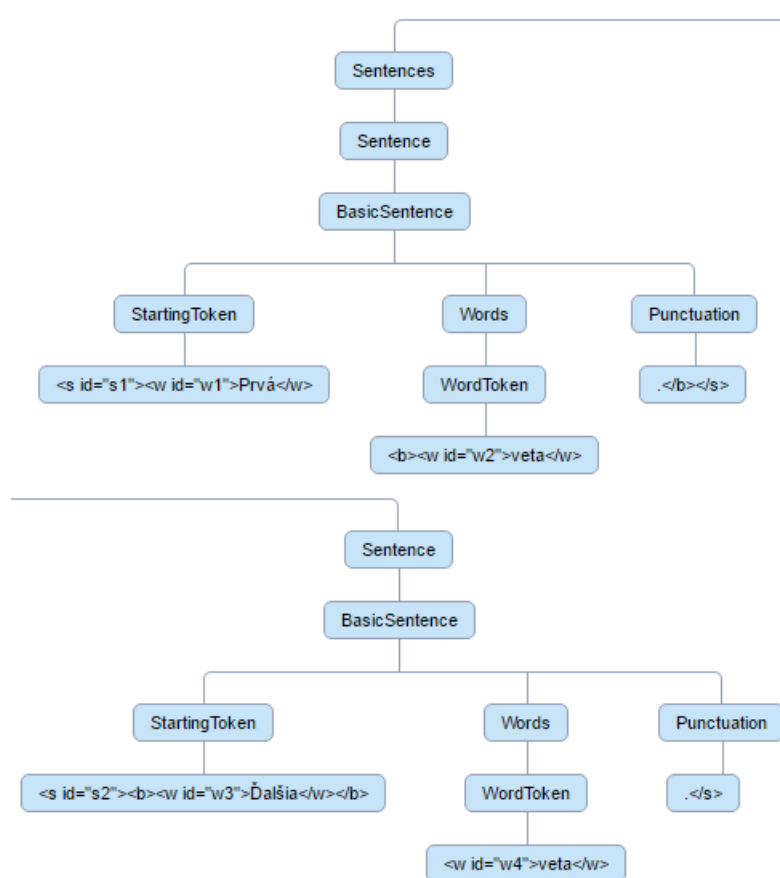 Sentences
Sentence
BasicSentence
StartingToken Words Punctuation
<s id="s1"><w id="w1">Prvá</w> WordToken .</b></s>
<b><w id="w2">veta</w>
Sentence
BasicSentence
StartingToken Words Punctuation
<s id="s2"><b><w id="w3">Ďalšia</w></b> WordToken .</s>
<w id="w4">veta</w>